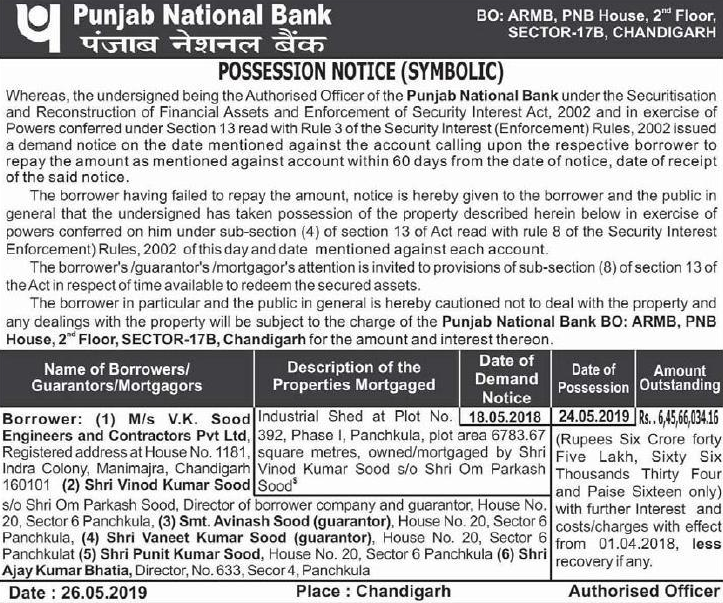 Punjab National Bank
पंजाब नेशनल बैंक
BO: ARMB, PNB House, 2nd Floor,
SECTOR-17B, CHANDIGARH
POSSESSION NOTICE (SYMBOLIC)
Whereas, the undersigned being the Authorised Officer of the Punjab National Bank under the Securitisation
and Reconstruction of Financial Assets and Enforcement of Security Interest Act, 2002 and in exercise of
Powers conferred under Section 13 read with Rule 3 of the Security Interest (Enforcement) Rules, 2002 issued
a demand notice on the date mentioned against the account calling upon the respective borrower to
repay the amount as mentioned against account within 60 days from the date of notice, date of receipt
of the said notice.
The borrower having failed to repay the amount, notice is hereby given to the borrower and the public in
general that the undersigned has taken possession of the property described herein below in exercise of
powers conferred on him under sub-section (4) of section 13 of Act read with rule 8 of the Security Interest
Enforcement) Rules, 2002 of this day and date mentioned against each account.
The borrower's /guarantor's /mortgagor's attention is invited to provisions of sub-section (8) of section 13 of
the Act in respect of time available to redeem the secured assets.
The borrower in particular and the public in general is hereby cautioned not to deal with the property and
any dealings with the property will be subject to the charge of the Punjab National Bank BO: ARMB, PNB
House, 2nd Floor, SECTOR-17B, Chandigarh for the amount and interest thereon.
Name of Borrowers/
Guarantors/Mortgagors
Description of the
Properties Mortgaged
Date of
Demand
Notice
Date of
Possession
Amount
Outstanding
Borrower: (1) M/s V.K. Sood
Engineers and Contractors Pvt Ltd,
Registered address at House No. 1181,
Indra Colony, Manimajra, Chandigarh
160101 (2) Shri Vinod Kumar Sood
s/o Shri Om Parkash Sood, Director of borrower company and guarantor, House No.
20, Sector 6 Panchkula, (3) Smt. Avinash Sood (guarantor), House No. 20, Sector 6
Panchkula, (4) Shri Vaneet Kumar Sood (guarantor), House No. 20, Sector 6
Panchkulat (5) Shri Punit Kumar Sood, House No. 20, Sector 6 Panchkula (6) Shri
Ajay Kumar Bhatia, Director, No. 633, Secor 4, Panchkula
Industrial Shed at Plot No.
392, Phase I, Panchkula, plot area 6783.67
square metres, owned/mortgaged by Shri
Vinod Kumar Sood s/o Shri Om Parkash
Sood$
18.05.2018
24.05.2019
Rs.. 6,45,66,034.16
(Rupees Six Crore forty
Five Lakh, Sixty Six
Thousands Thirty Four
and Paise Sixteen only)
with further Interest and
costs/charges with effect
from 01.04.2018, less
recovery if any.
Date : 26.05.2019
Place : Chandigarh
Authorised Officer